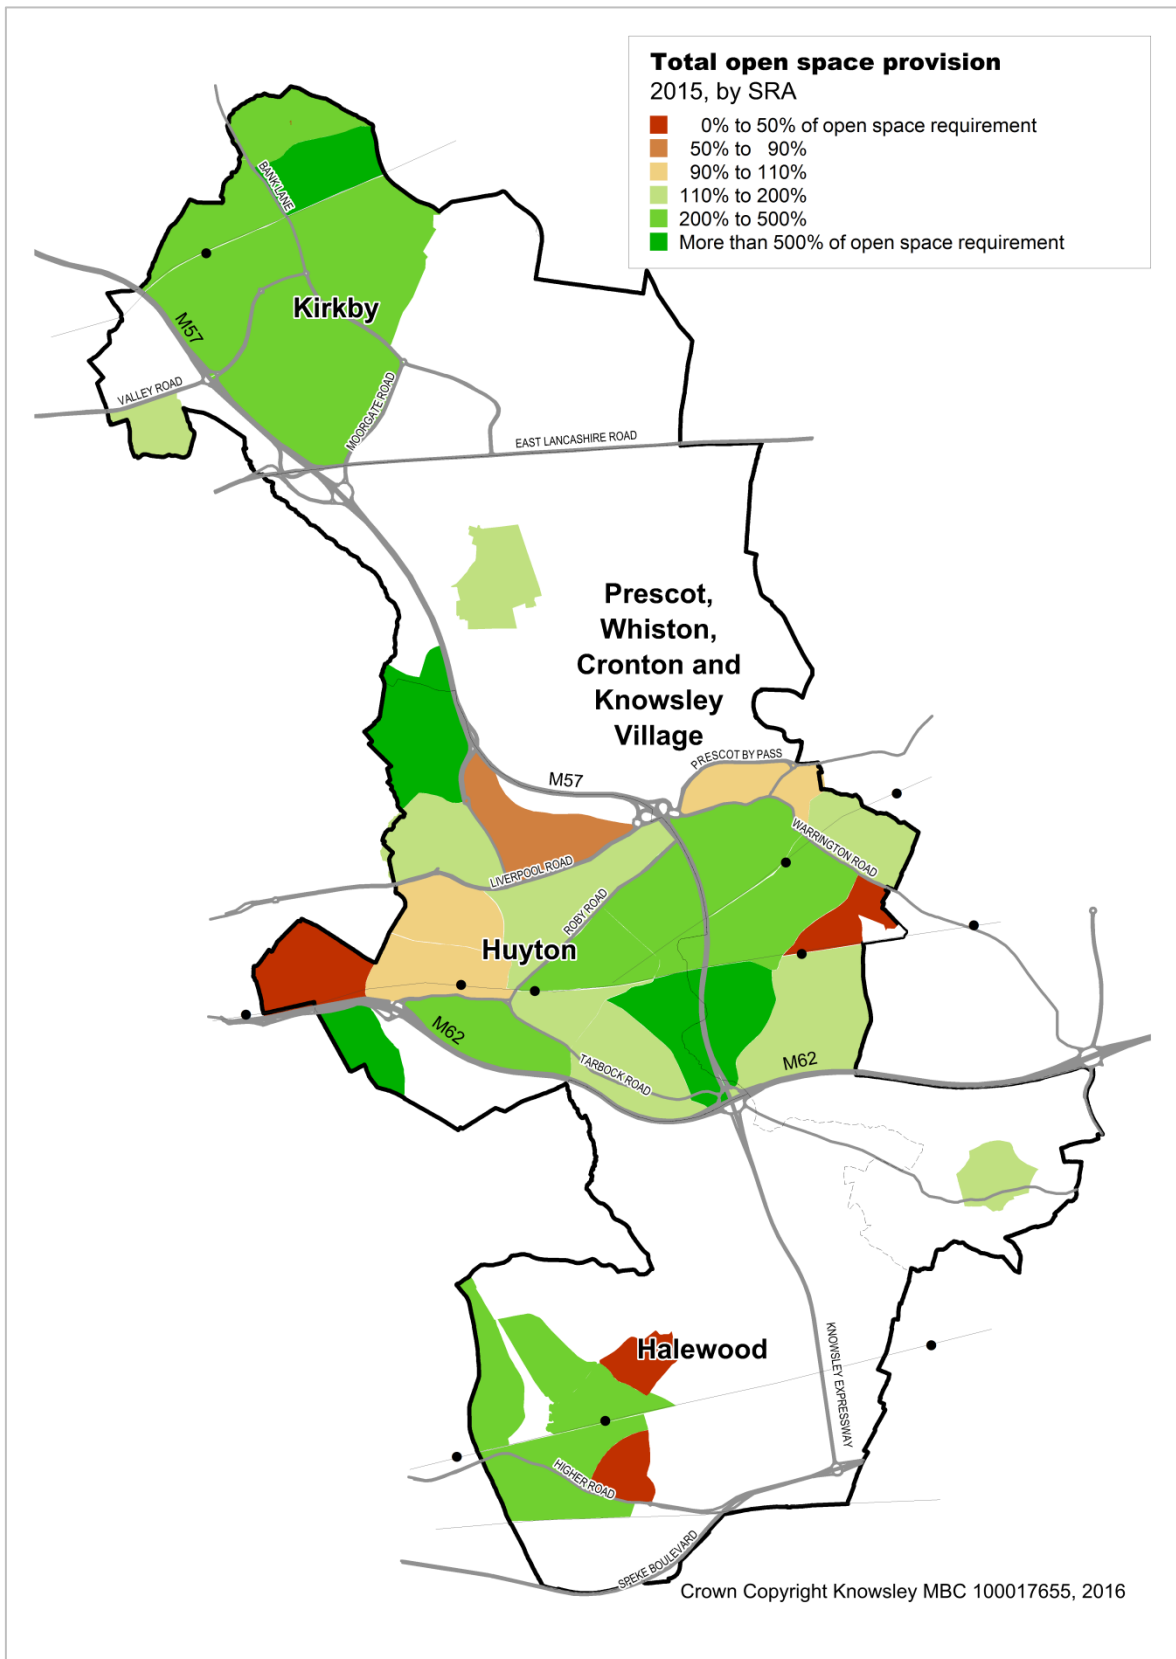 Total open space provision
2015, by SRA
0% to 50% of open space requirement
50% to 90%
90% to 110%
110% to 200%
200% to 500%
More than 500% of open space requirement
BANK LANE
Kirkby
M57
VALLEY ROAD
MOORGATE ROAD
EAST LANCASHIRE ROAD
Prescot,
Whiston,
Cronton and
Knowsley
Village
PRESCOT BY PASS
M57
WARRINGTON ROAD
LIVERPOOL ROAD
ROBY ROAD
Huyton
M62
TARBOCK ROAD
M62
Halewood
KNOWSLEY EXPRESSWAY
HIGHER ROAD
SPEKE BOULEVARD
Crown Copyright Knowsley MBC 100017655, 2016